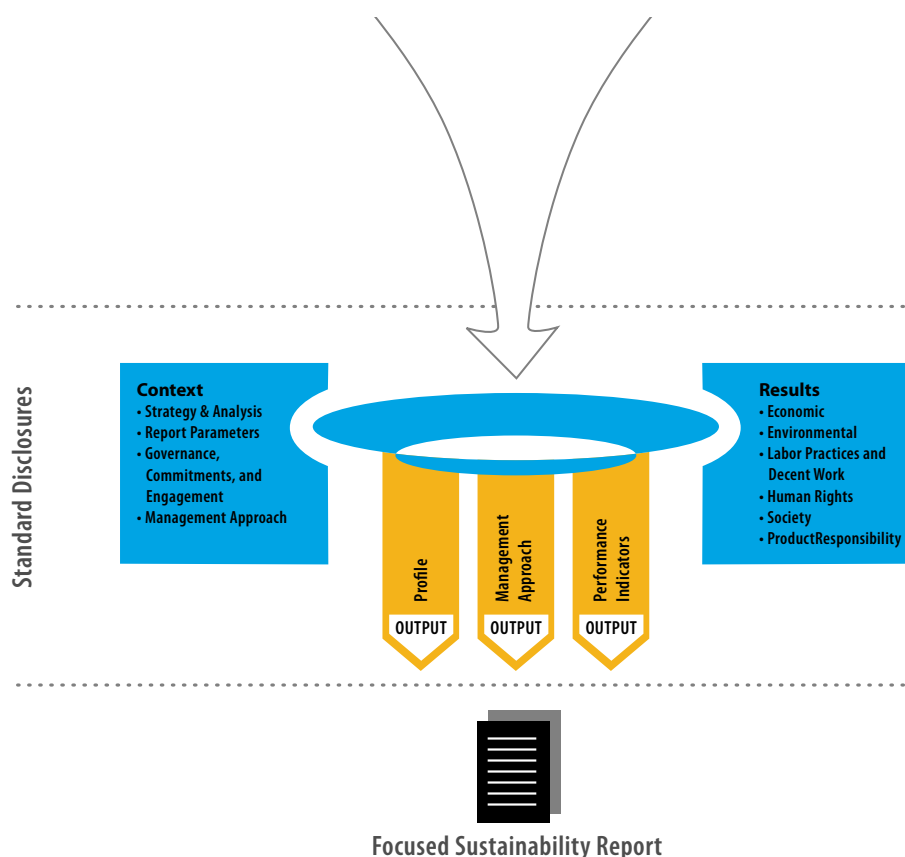 Standard Disclosures
Context
• Strategy & Analysis
• Report Parameters
• Governance,
Commitments, and
Engagement
• Management Approach
Results
• Economic
• Environmental
• Labor Practices and
Decent Work
• Human Rights
• Society
• ProductResponsibility
Profile
OUTPUT
Management
Approach
OUTPUT
Performance
Indicators
OUTPUT
Focused Sustainability Report